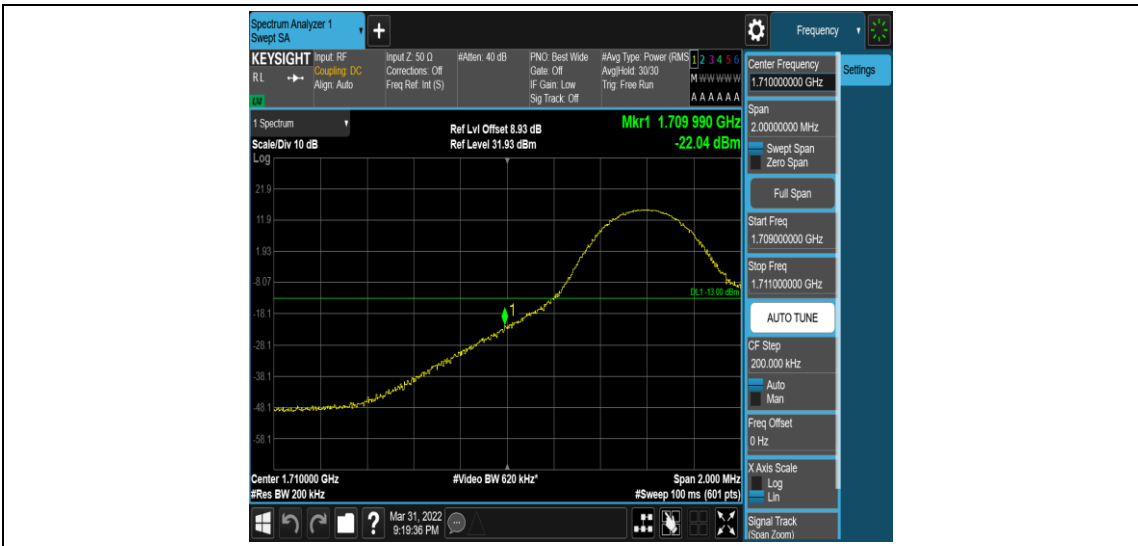 Spectrum Analyzer 1
Swept SA
Frequency
KEYSIGHT
RL
LXI
Input: RF
Coupling: DC
Align: Auto
Input Z: 50 Ω
Corrections: Off
Freq Ref: Int (S)
#Atten: 40 dB
PNO: Best Wide
Gate: Off
IF Gain: Low
Sig Track: Off
#Avg Type: Power (RMS
Avg|Hold: 30/30
Trig: Free Run
1 2 3 4 5 6
M W W W W W
A A A A A A
1 Spectrum
Scale/Div 10 dB
Log
Ref Lvl Offset 8.93 dB
Ref Level 31.93 dBm
Mkr1 1.709 990 GHz
-22.04 dBm
21.9
11.9
1.93
-8.07
-18.1
-28.1
-38.1
-48.1
-58.1
DL1 -13.00 dBm
1
Center 1.710000 GHz
#Res BW 200 kHz
#Video BW 620 kHz*
Span 2.000 MHz
#Sweep 100 ms (601 pts)
?
Mar 31, 2022
9:19:36 PM
Center Frequency
1.710000000 GHz
Span
2.00000000 MHz
Swept Span
Zero Span
Full Span
Start Freq
1.709000000 GHz
Stop Freq
1.711000000 GHz
AUTO TUNE
CF Step
200.000 kHz
Auto
Man
Freq Offset
0 Hz
X Axis Scale
Log
Lin
Signal Track
(Span Zoom)
Settings